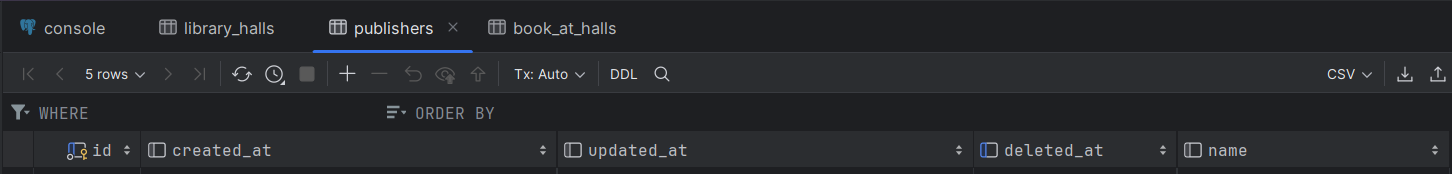 console library_halls publishers book_at_halls
5 rows Tx: Auto DDL CSV
WHERE ORDER BY
id created_at updated_at deleted_at name